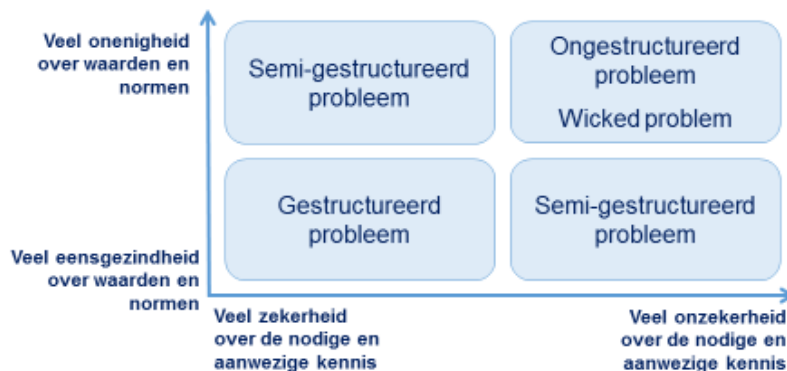 Veel onenigheid
over waarden en
normen
Semi-gestructureerd
probleem
Ongestructureerd
probleem
Wicked problem
Gestructureerd
probleem
Semi-gestructureerd
probleem
Veel eensgezindheid
over waarden en
normen
Veel zekerheid
over de nodige en
aanwezige kennis
Veel onzekerheid
over de nodige en
aanwezige kennis